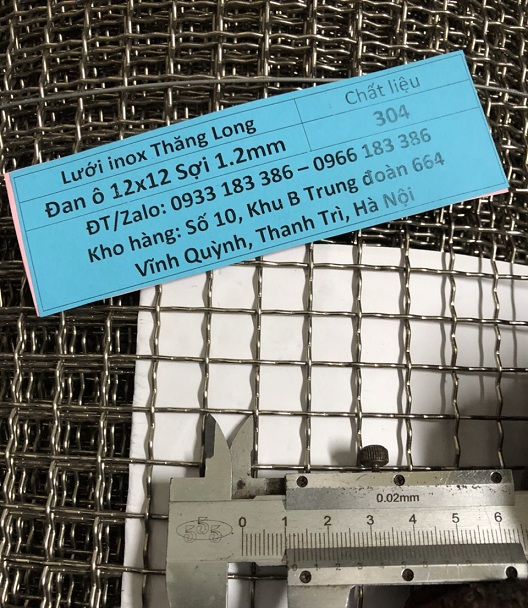 Lưới inox Thăng Long
Chất liệu
Đan ô 12x12 Sợi 1.2mm
304
ĐT/Zalo: 0933 183 386 – 0966 183 386
Kho hàng: Số 10, Khu B Trung đoàn 664
Vĩnh Quỳnh, Thanh Trì, Hà Nội
0.02mm
0 1 2 3 4 5 6